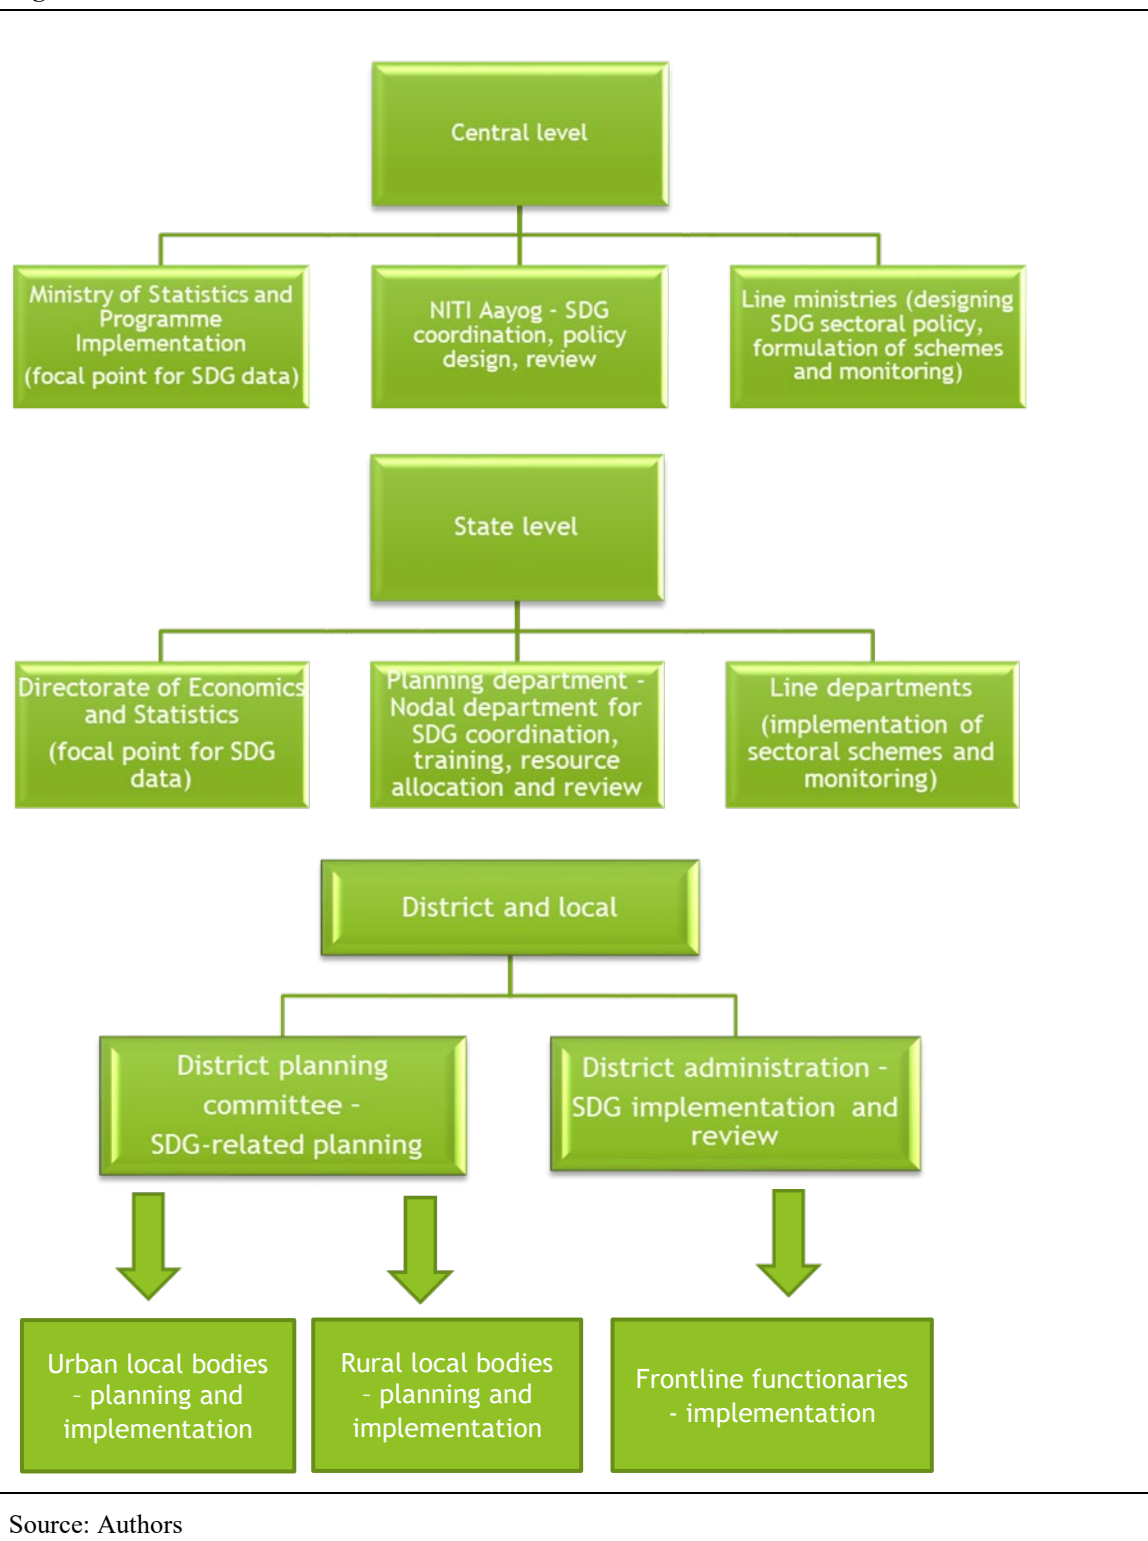 Central level
Ministry of Statistics and
Programme
Implementation
(focal point for SDG data)
NITI Aayog - SDG
coordination, policy
design, review
Line ministries (designing
SDG sectoral policy,
formulation of schemes
and monitoring)
State level
Directorate of Economics
and Statistics
(focal point for SDG
data)
Planning department -
Nodal department for
SDG coordination,
training, resource
allocation and review
Line departments
(implementation of
sectoral schemes and
monitoring)
District and local
District planning
committee –
SDG-related planning
District administration –
SDG implementation and
review
Urban local bodies
– planning and
implementation
Rural local bodies
– planning and
implementation
Frontline functionaries
- implementation
Source: Authors